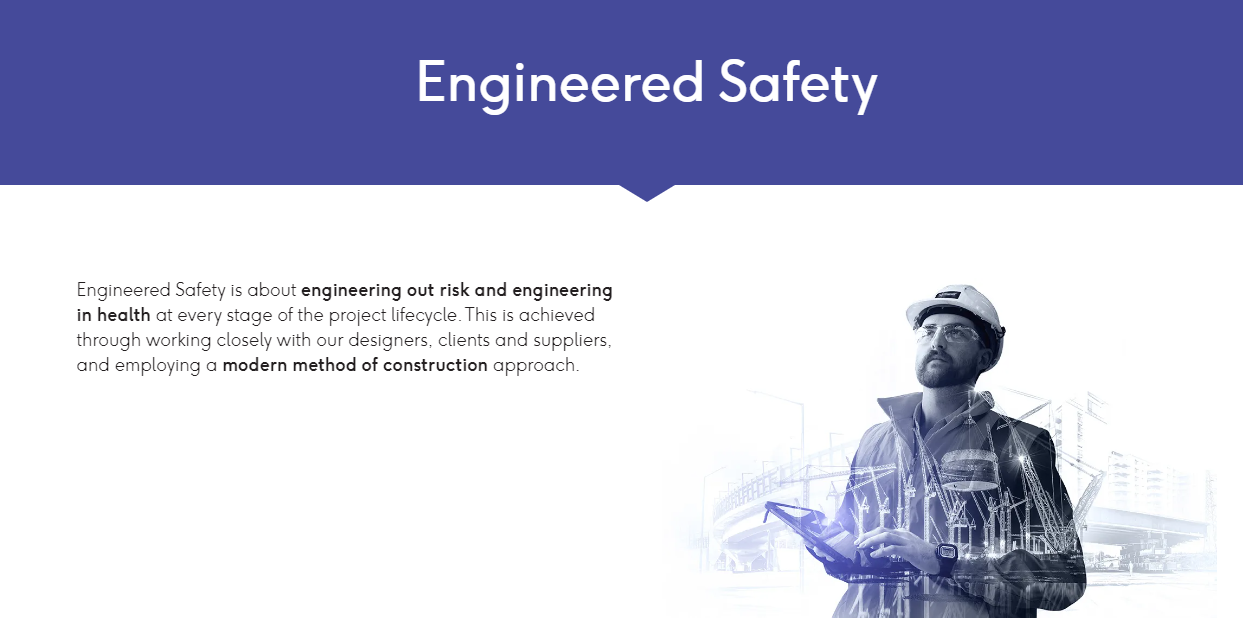 Engineered Safety
Engineered Safety is about engineering out risk and engineering
in health at every stage of the project lifecycle. This is achieved
through working closely with our designers, clients and suppliers,
and employing a modern method of construction approach.